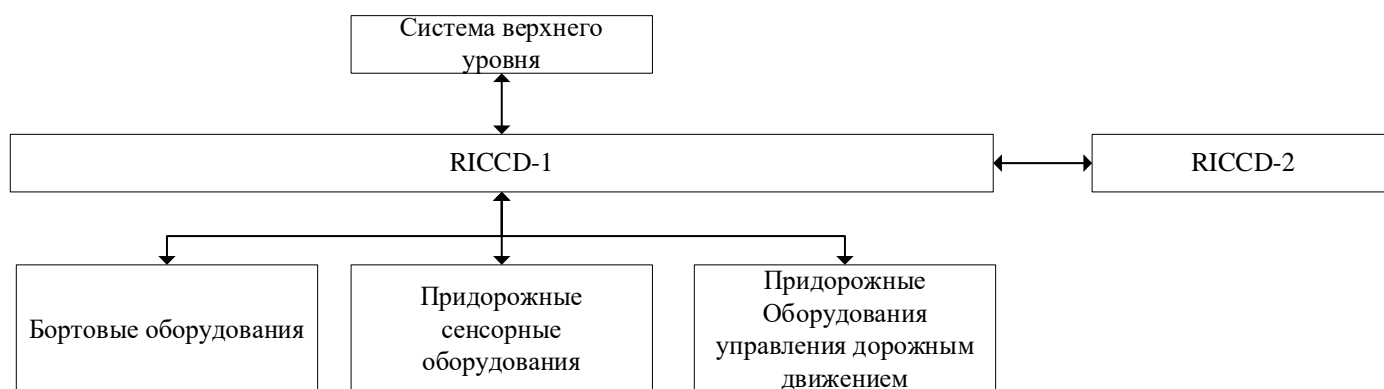 Система верхнего
уровня
RICCD-1
RICCD-2
Бортовые оборудования
Придорожные
сенсорные
оборудования
Придорожные
Оборудования
управления дорожным
движением